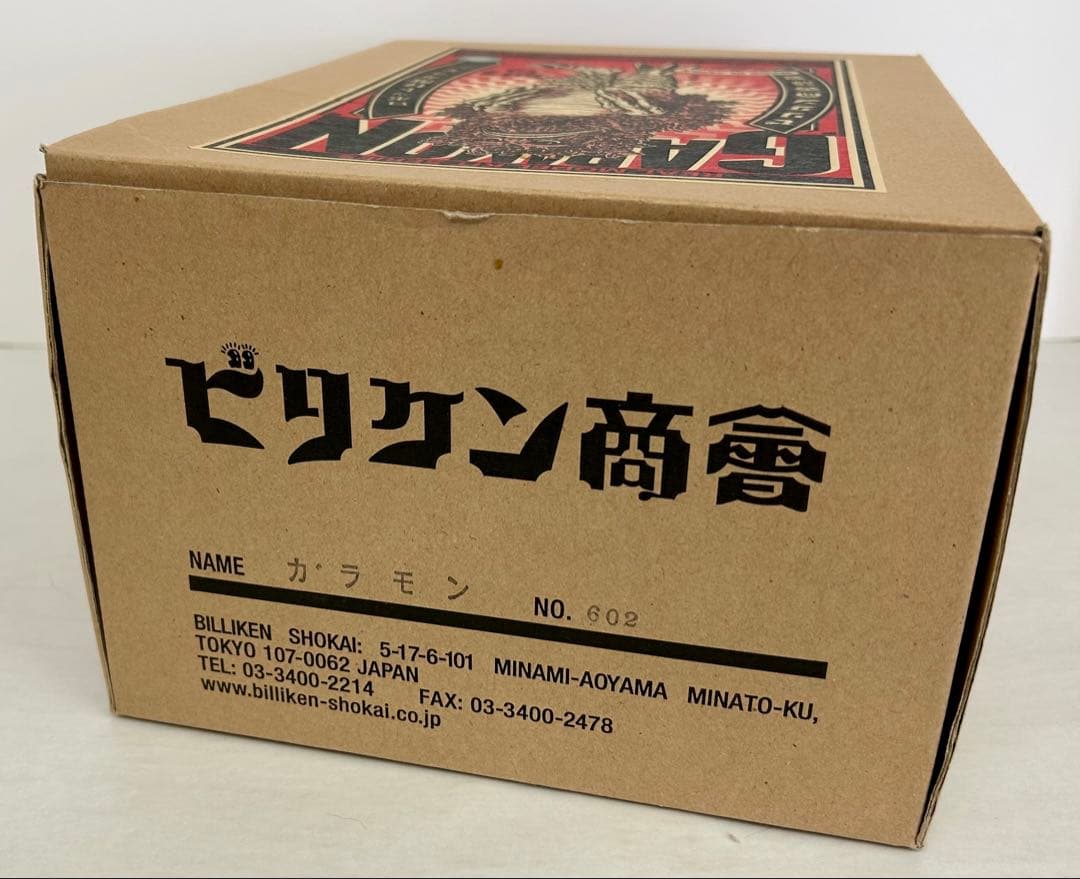 GARAMON
ビリケン商會
NAME ガラモン NO. 602
BILLIKEN SHOKAI: 5-17-6-101 MINAMI-AOYAMA MINATO-KU,
TOKYO 107-0062 JAPAN
TEL: 03-3400-2214 FAX: 03-3400-2478
www.billiken-shokai.co.jp